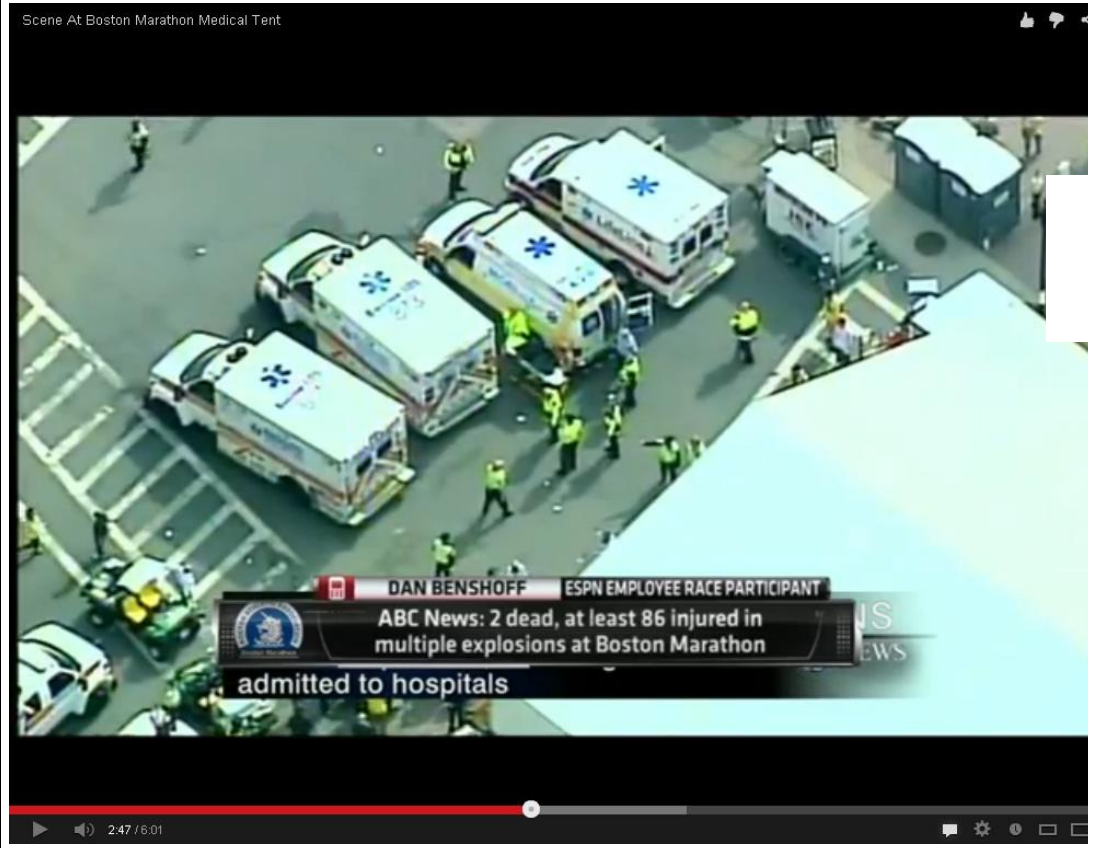 Scene At Boston Marathon Medical Tent
DAN BENSHOFF
ESPN EMPLOYEE RACE PARTICIPANT
ABC News: 2 dead, at least 86 injured in
multiple explosions at Boston Marathon
admitted to hospitals
2:47 / 6:01